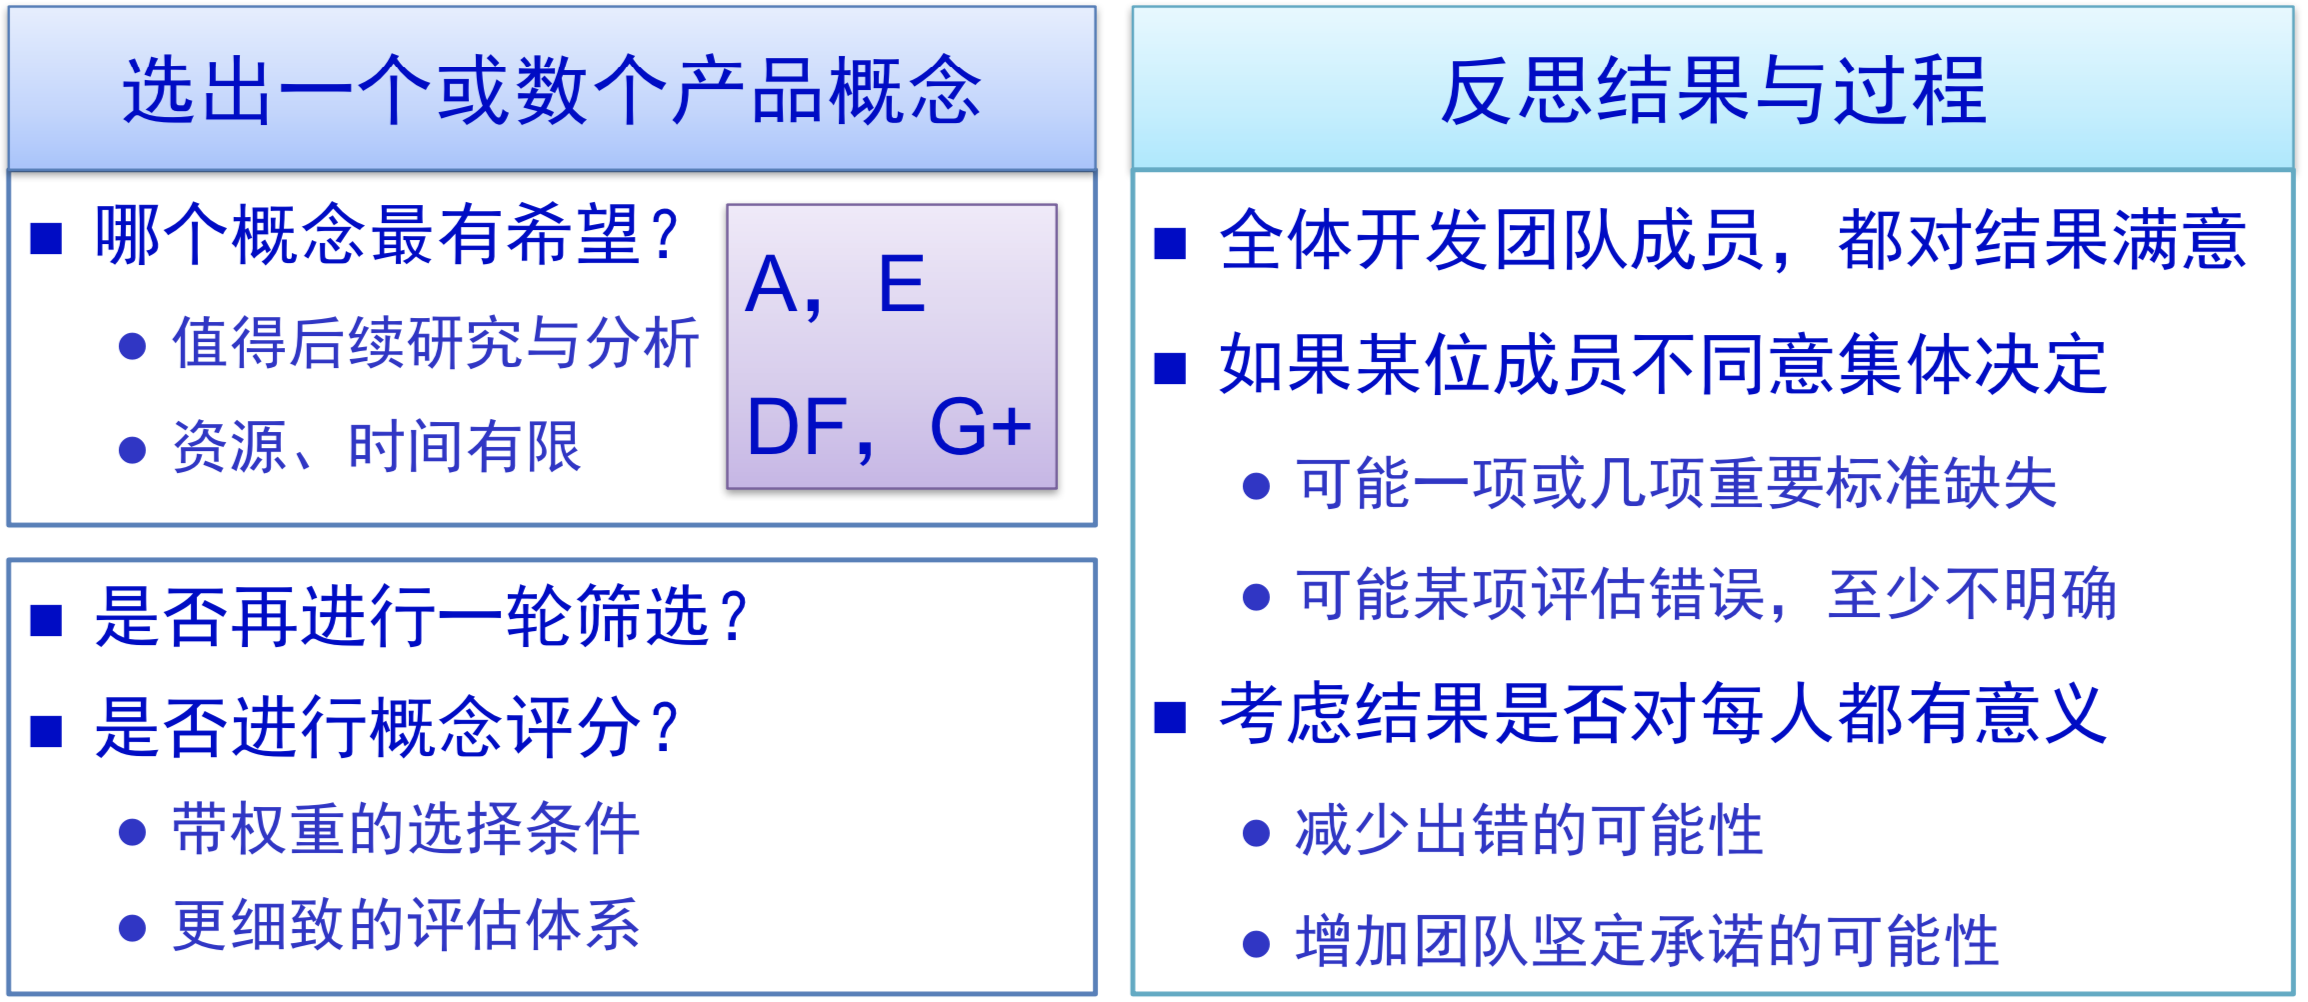 选出一个或数个产品概念
哪个概念最有希望？
值得后续研究与分析
资源、时间有限
A，E
DF，G+
是否再进行一轮筛选？
是否进行概念评分？
带权重的选择条件
更细致的评估体系
反思结果与过程
全体开发团队成员，都对结果满意
如果某位成员不同意集体决定
可能一项或几项重要标准缺失
可能某项评估错误，至少不明确
考虑结果是否对每人都有意义
减少出错的可能性
增加团队坚定承诺的可能性